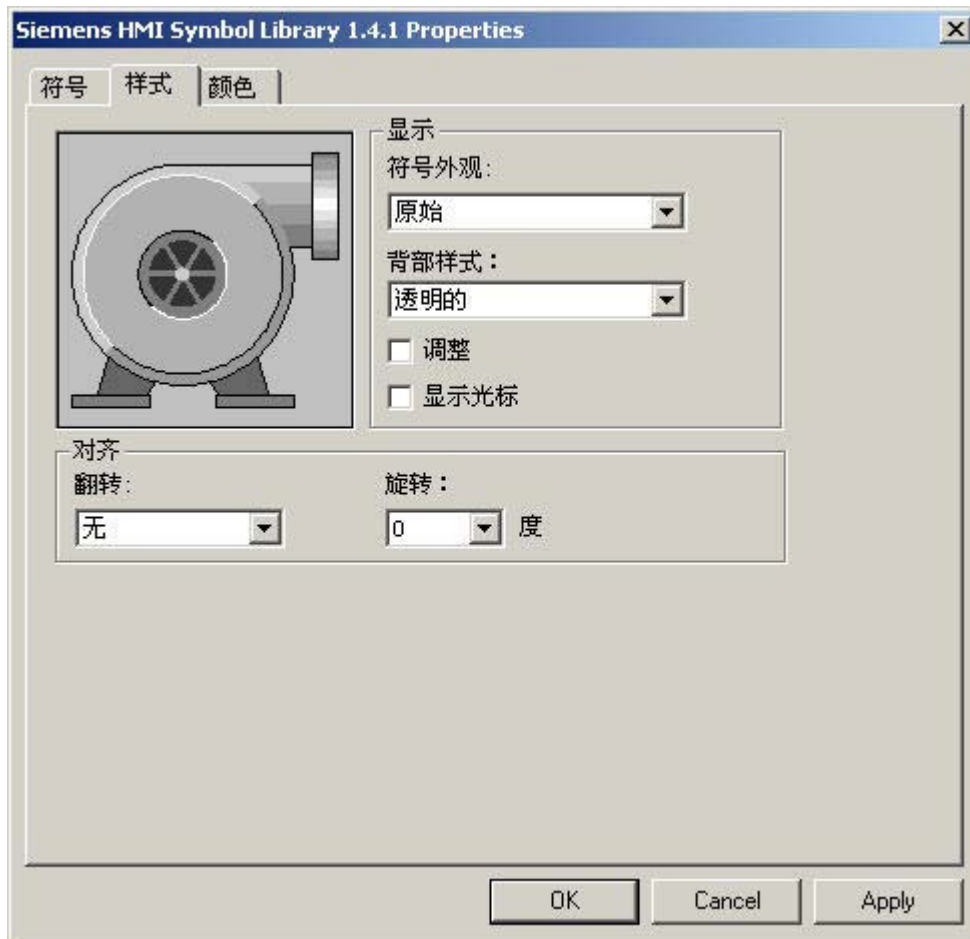 Siemens HMI Symbol Library 1.4.1 Properties
符号 样式 颜色
显示
符号外观:
原始
背部样式：
透明的
调整
显示光标
对齐
翻转: 旋转：
无 0 度
OK Cancel Apply